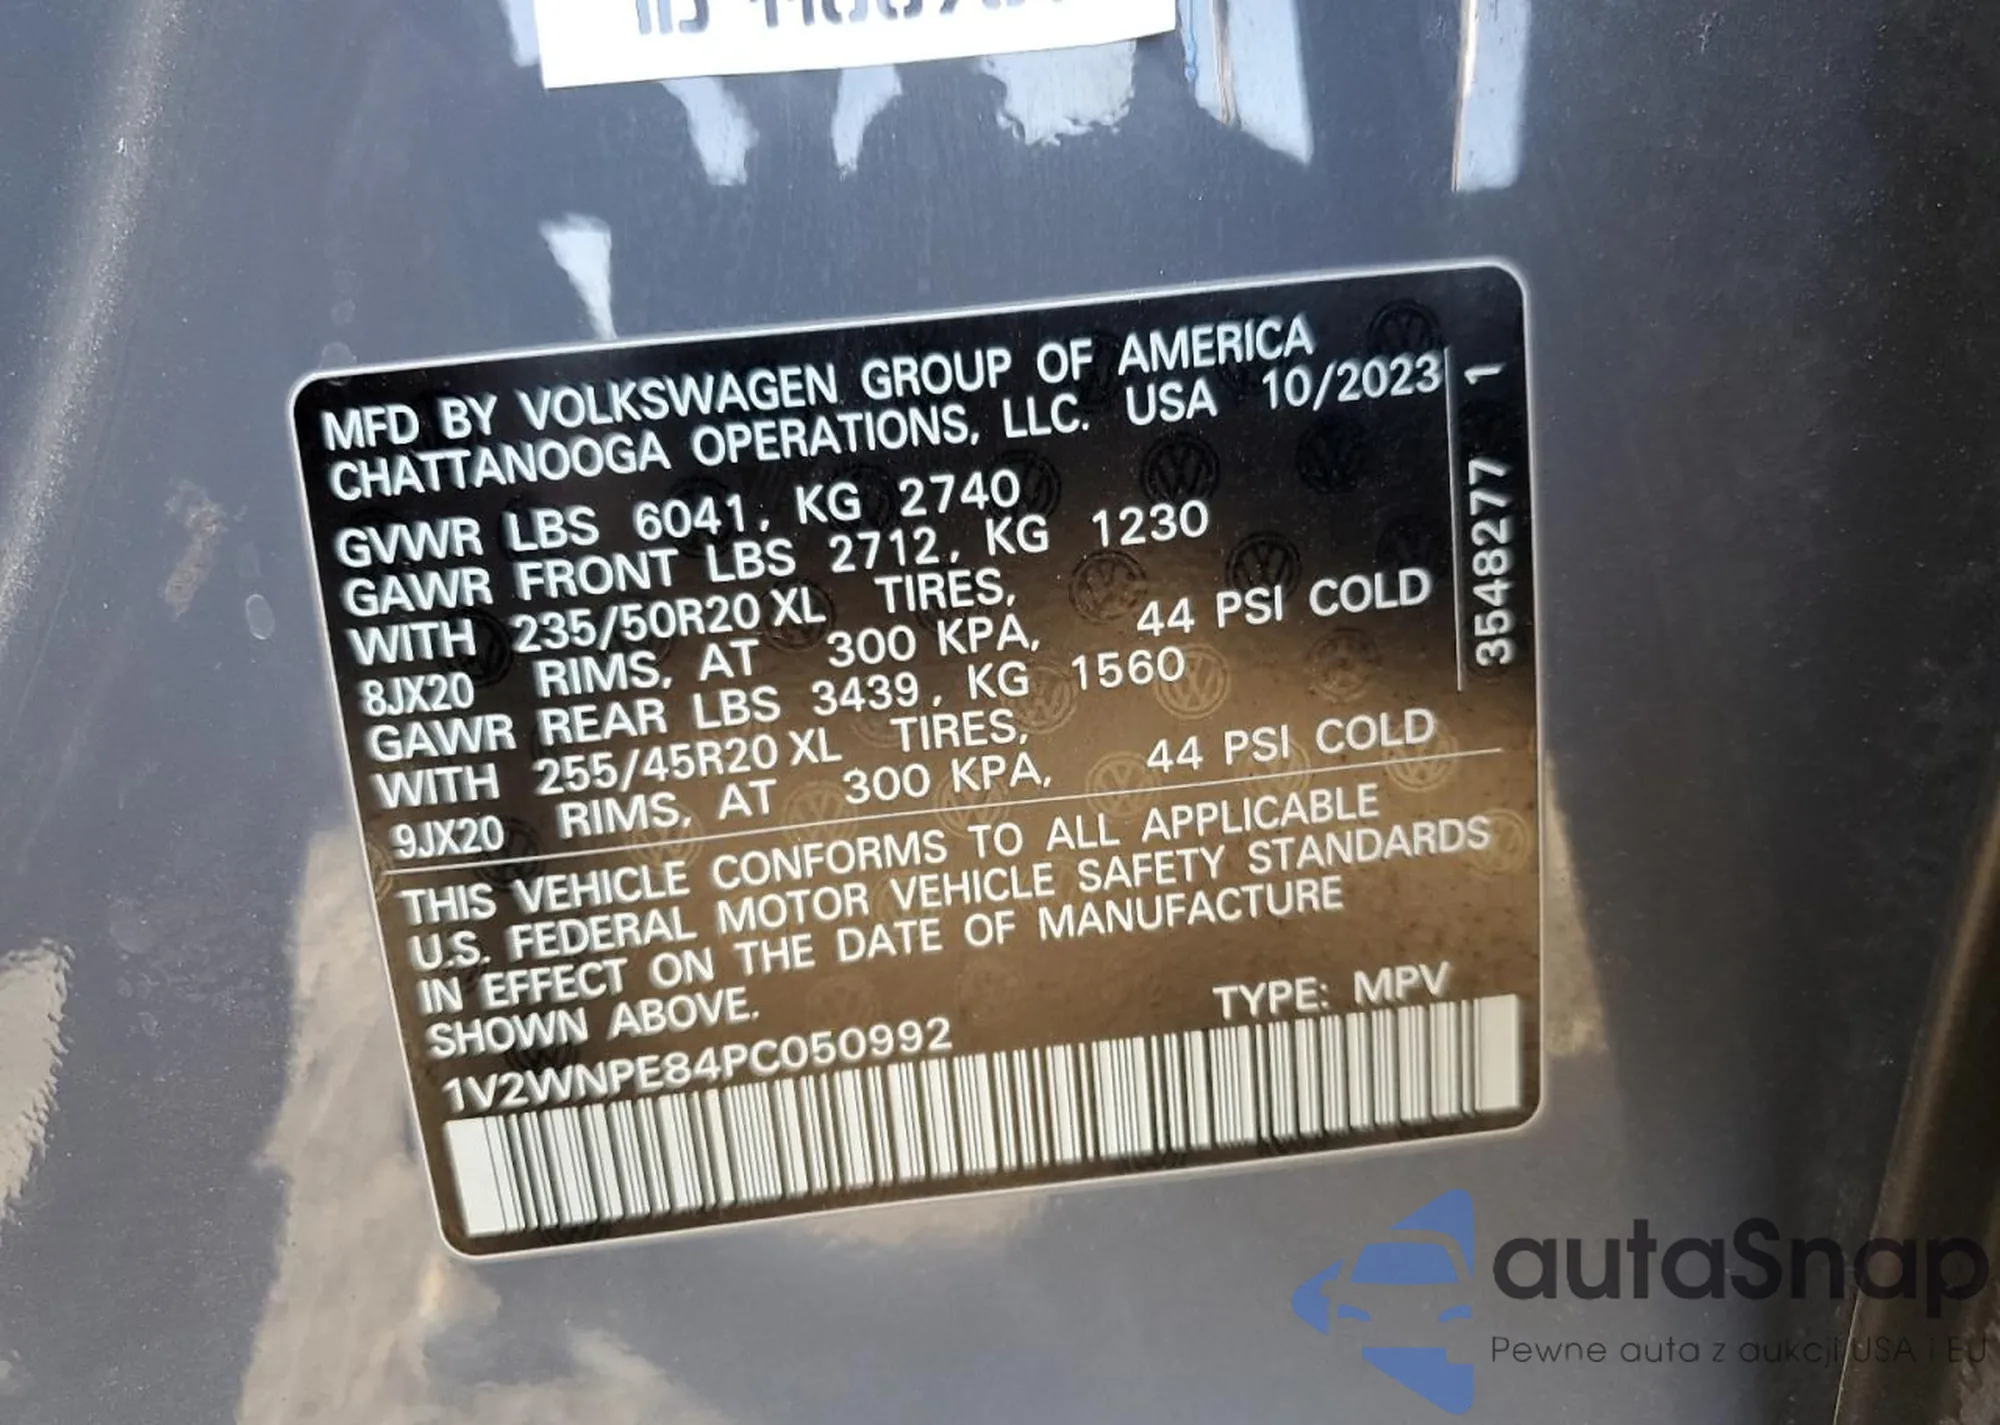 MFD BY VOLKSWAGEN GROUP OF AMERICA
CHATTANOOGA OPERATIONS, LLC. USA 10/2023
GVWR LBS 6041, KG 2740
GAWR FRONT LBS 2712, KG 1230
WITH 235/50R20 XL TIRES,
8JX20 RIMS, AT 300 KPA, 44 PSI COLD
GAWR REAR LBS 3439, KG 1560
WITH 255/45R20 XL TIRES,
9JX20 RIMS, AT 300 KPA, 44 PSI COLD
3548277 1
THIS VEHICLE CONFORMS TO ALL APPLICABLE
U.S. FEDERAL MOTOR VEHICLE SAFETY STANDARDS
IN EFFECT ON THE DATE OF MANUFACTURE
SHOWN ABOVE.
TYPE: MPV
1V2WNPE84PC050992
autaSnap
Pewne auta z aukcji USA i EU